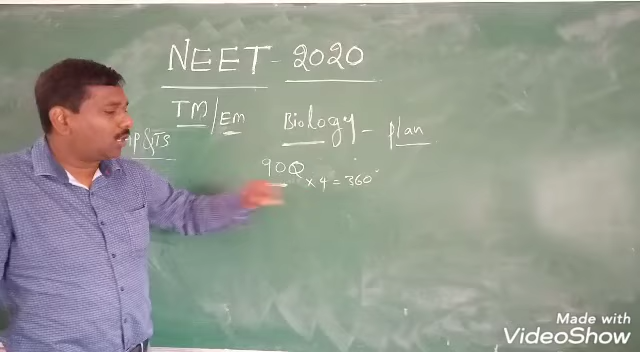 NEET - 2020
TM/EM
AP&TS
Biology - plan
90Q × 4 = 360
Made with
VideoShow